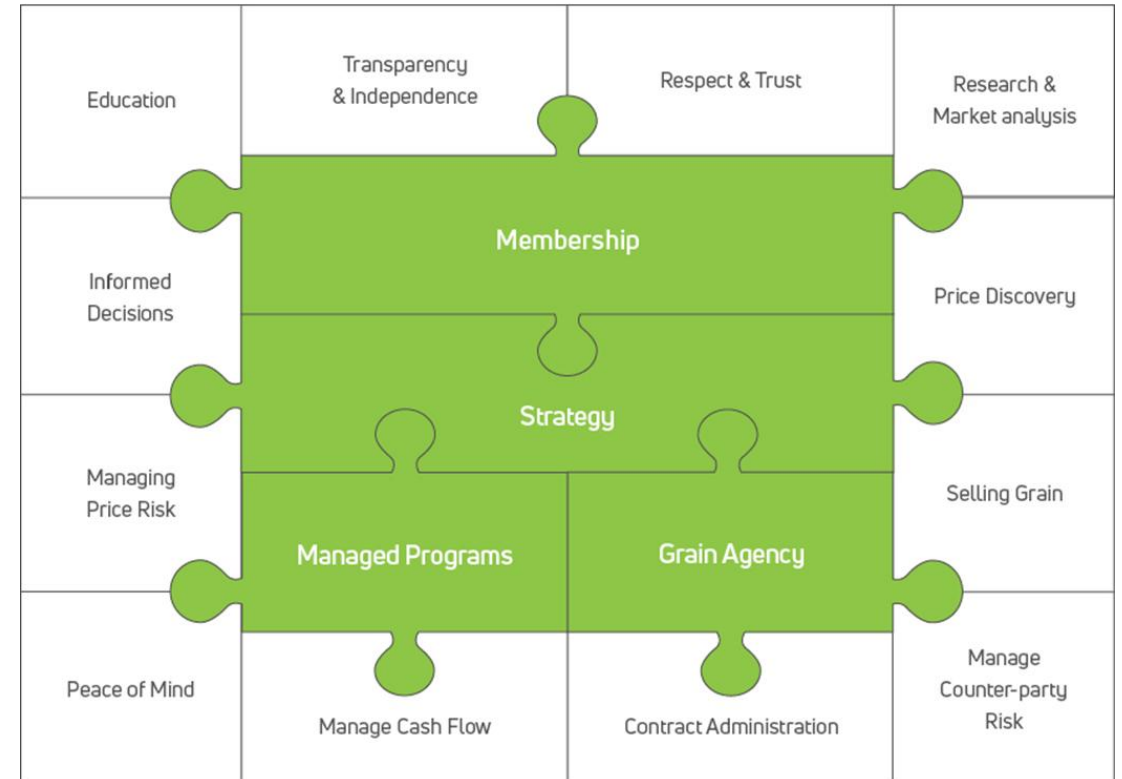 Education
Transparency
& Independence
Respect & Trust
Research &
Market analysis
Membership
Informed
Decisions
Price Discovery
Strategy
Managing
Price Risk
Selling Grain
Managed Programs
Grain Agency
Peace of Mind
Manage Cash Flow
Contract Administration
Manage
Counter-party
Risk